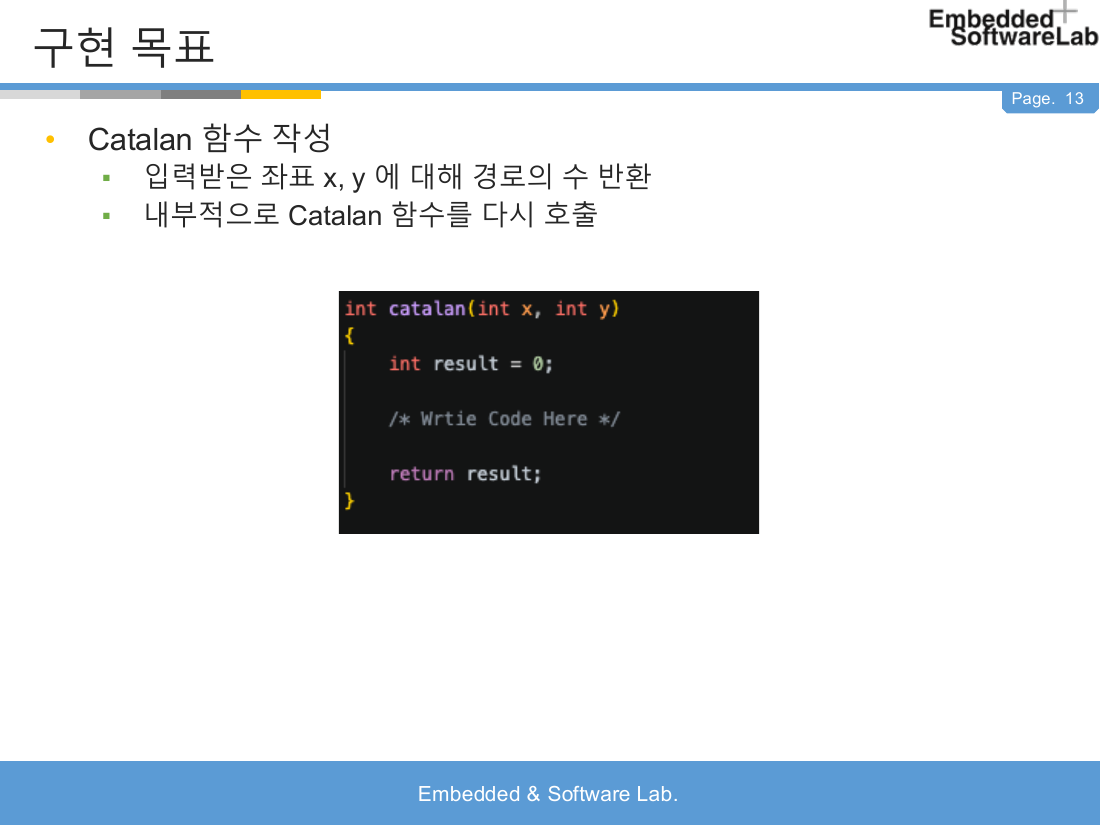 구현 목표
Embedded
SoftwareLab
Page. 13
• Catalan 함수 작성
▪ 입력받은 좌표 x, y 에 대해 경로의 수 반환
▪ 내부적으로 Catalan 함수를 다시 호출
int catalan(int x, int y)
{
int result = 0;
/* Wrtie Code Here */
return result;
}
Embedded & Software Lab.